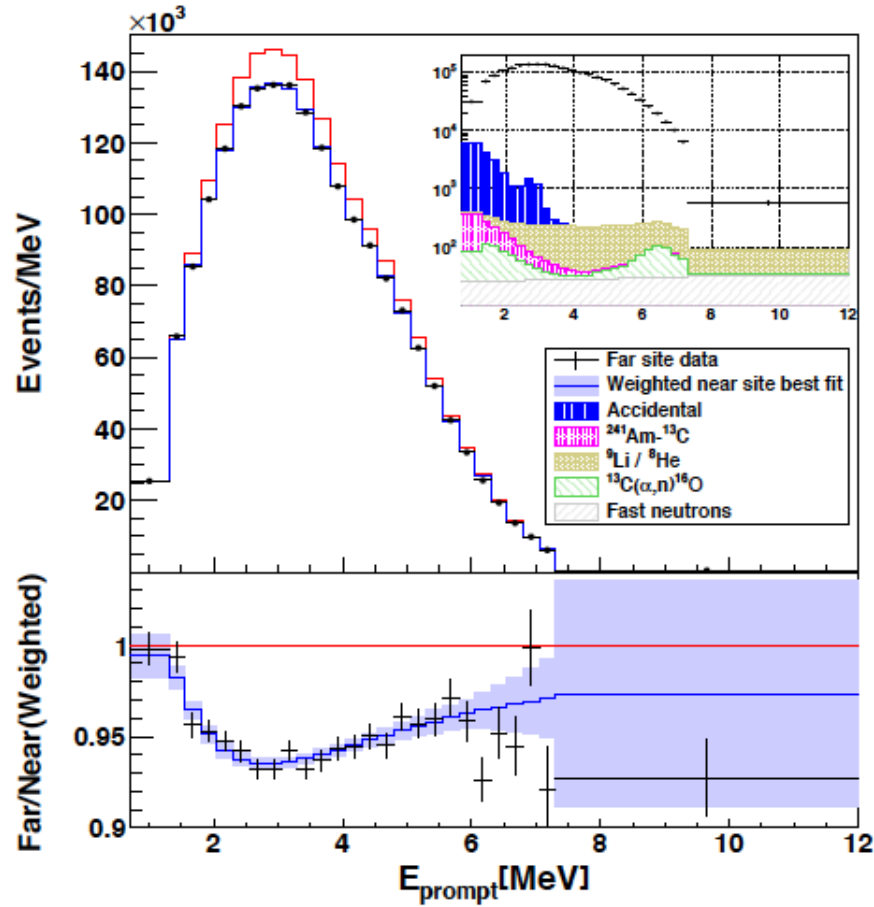 ×10³
Events/MeV
140
120
100
80
60
40
20
10⁵
10⁴
10³
10²
2 4 6 8 10 12
Far site data
Weighted near site best fit
Accidental
²⁴¹Am-¹³C
⁹Li / ⁸He
¹³C(α,n)¹⁶O
Fast neutrons
Far/Near(Weighted)
1
0.95
0.9
2 4 6 8 10 12
E_prompt[MeV]